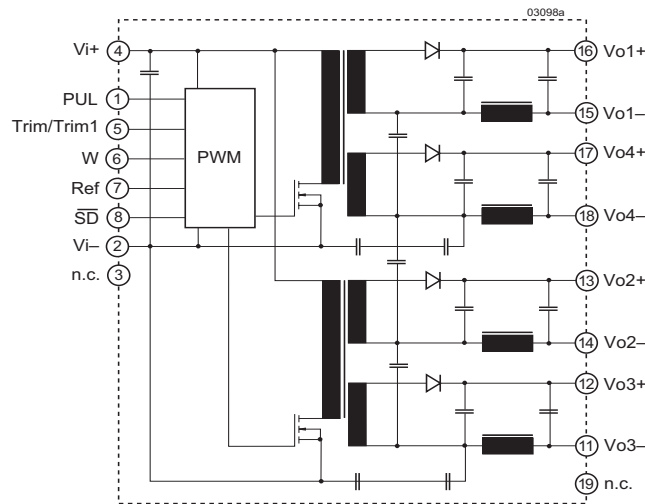 03098a
Vi+ 4
PUL 1
Trim/Trim1 5
W 6
Ref 7
SD 8
Vi– 2
n.c. 3
PWM
16 Vo1+
15 Vo1–
17 Vo4+
18 Vo4–
13 Vo2+
14 Vo2–
12 Vo3+
11 Vo3–
19 n.c.